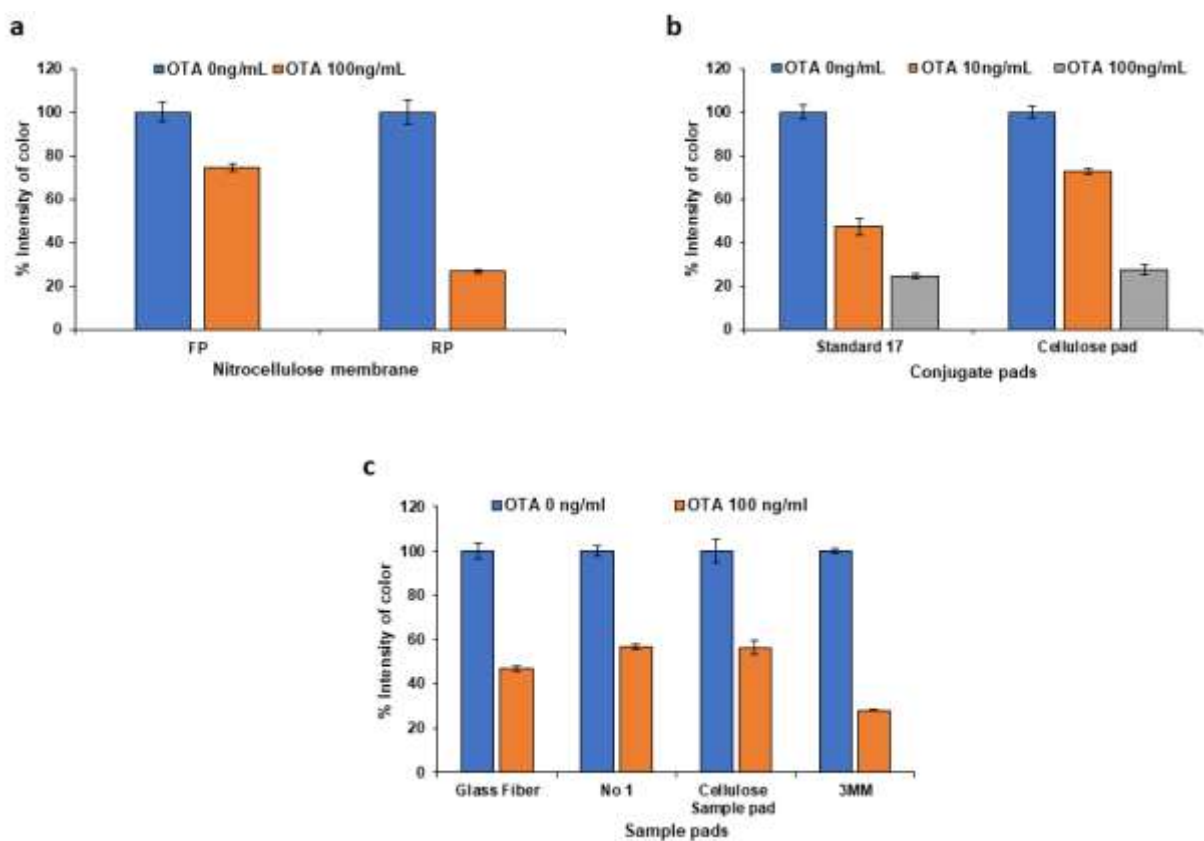 a
OTA 0ng/mL OTA 100ng/mL
120
100
80
60
40
20
0
% Intensity of color
FP RP
Nitrocellulose membrane
b
OTA 0ng/mL OTA 10ng/mL OTA 100ng/mL
120
100
80
60
40
20
0
% Intensity of color
Standard 17 Cellulose pad
Conjugate pads
c
OTA 0 ng/ml OTA 100 ng/ml
120
100
80
60
40
20
0
% Intensity of color
Glass Fiber No 1 Cellulose 3MM
Sample pad
Sample pads